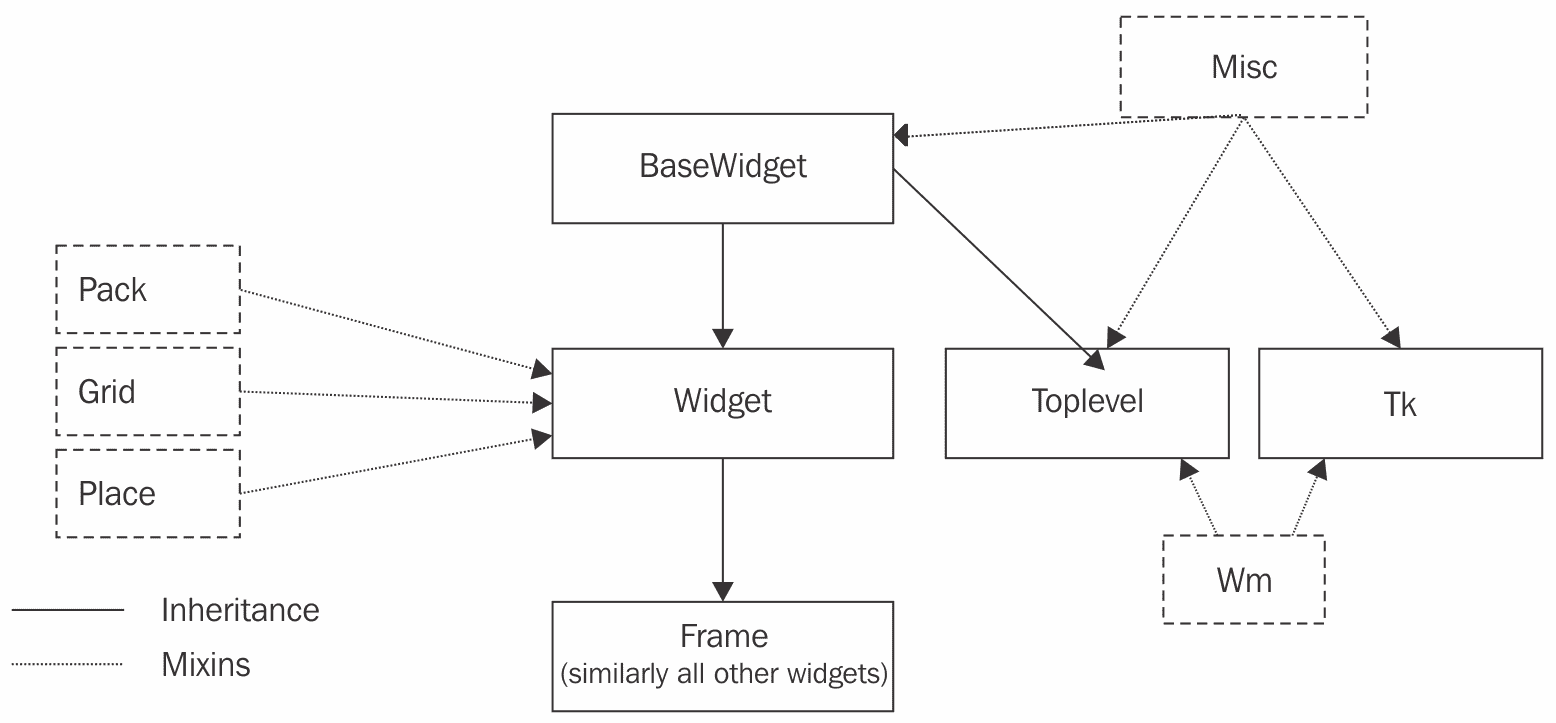 Misc
BaseWidget
Pack
Grid
Place
Widget
Toplevel
Tk
Wm
Inheritance
Mixins
Frame
(similarly all other widgets)